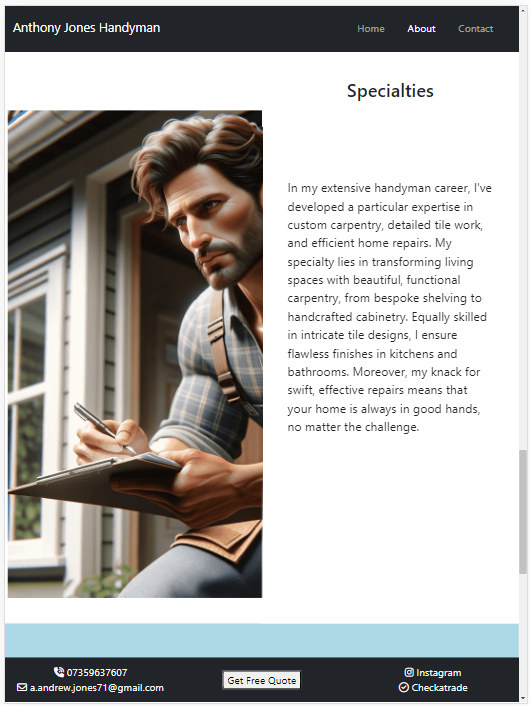 Anthony Jones Handyman
Home
About
Contact
Specialties
In my extensive handyman career, I've
developed a particular expertise in
custom carpentry, detailed tile work,
and efficient home repairs. My
specialty lies in transforming living
spaces with beautiful, functional
carpentry, from bespoke shelving to
handcrafted cabinetry. Equally skilled
in intricate tile designs, I ensure
flawless finishes in kitchens and
bathrooms. Moreover, my knack for
swift, effective repairs means that
your home is always in good hands,
no matter the challenge.
07359637607
a.andrew.jones71@gmail.com
Get Free Quote
Instagram
Checkatrade